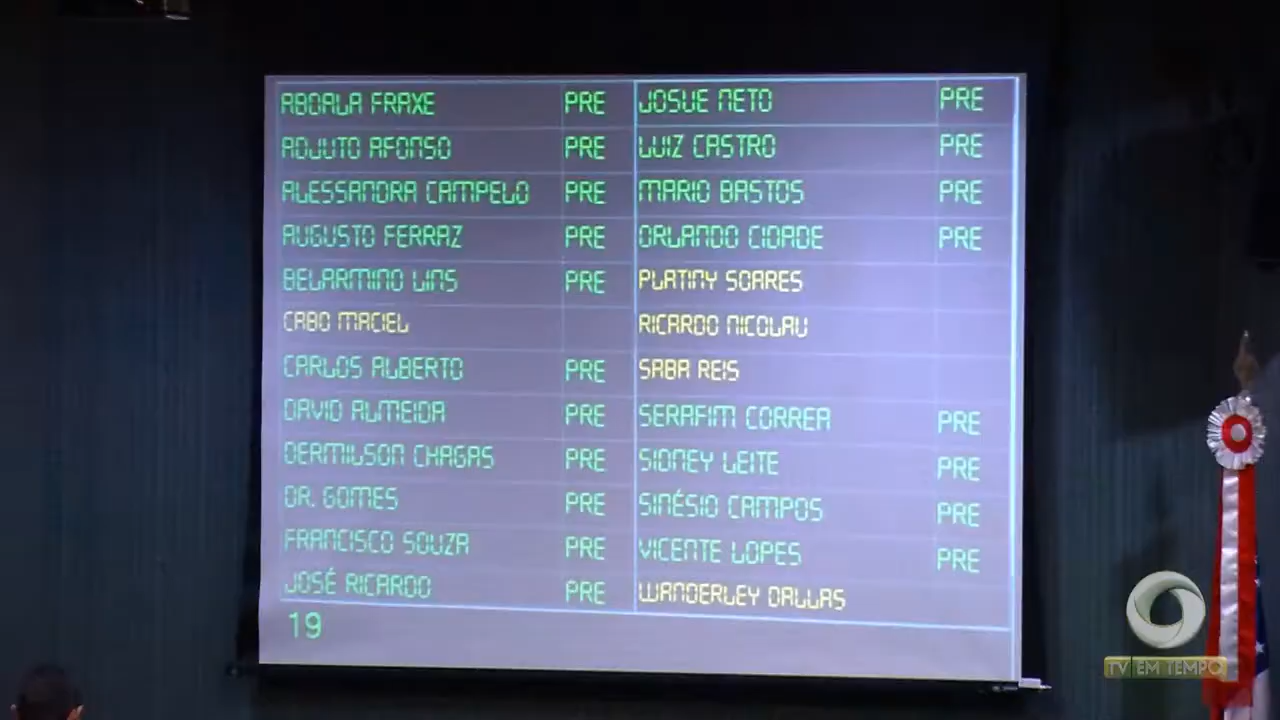 ABDALA FRAXE PRE
ADJUTO AFONSO PRE
ALESSANDRA CAMPELO PRE
AUGUSTO FERRAZ PRE
BELARMINO LINS PRE
CABO MACIEL
CARLOS ALBERTO PRE
DAVID ALMEIDA PRE
DERMILSON CHAGAS PRE
DR. GOMES PRE
FRANCISCO SOUZA PRE
JOSÉ RICARDO PRE
19
JOSUE NETO PRE
LUIZ CASTRO PRE
MARIO BASTOS PRE
ORLANDO CIDADE PRE
PLATINY SOARES
RICARDO NICOLAU
SABA REIS
SERAFIM CORREA PRE
SIDNEY LEITE PRE
SINÉSIO CAMPOS PRE
VICENTE LOPES PRE
WANDERLEY DALLAS
TV EM TEMPO